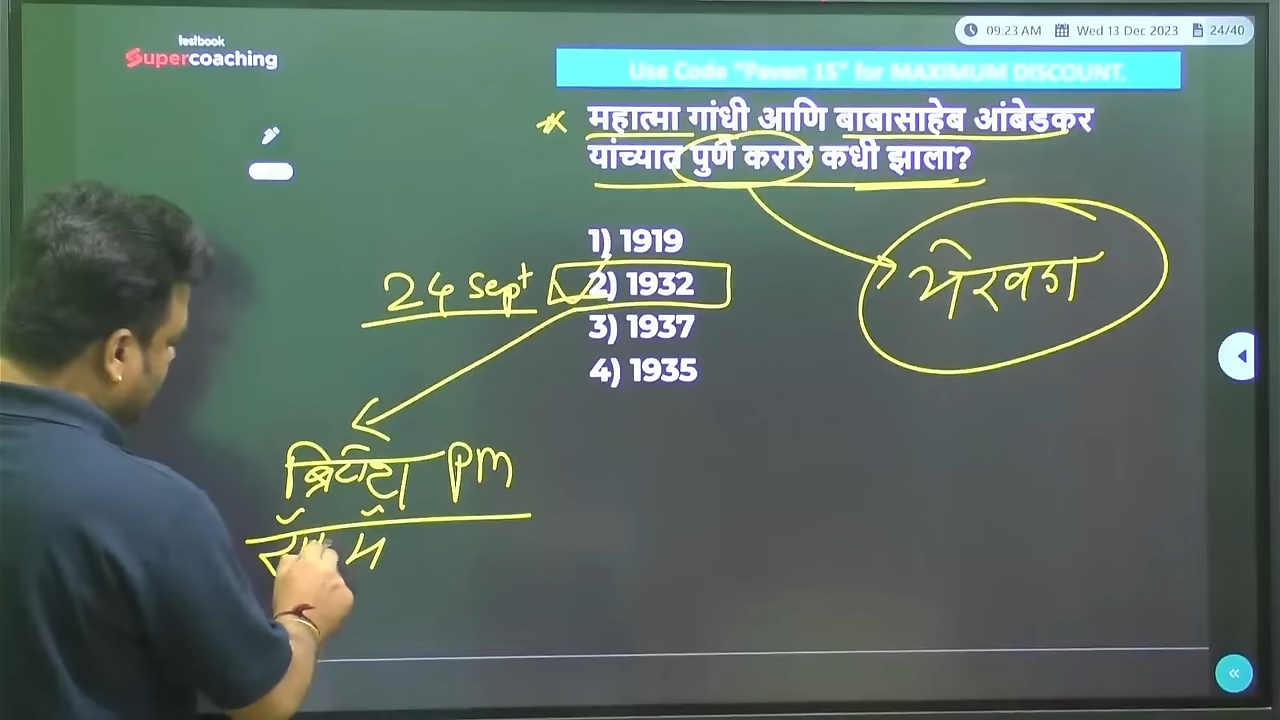 09:23 AM Wed 13 Dec 2023 24/40
testbook
Supercoaching
Use Code "Pavan 15" for MAXIMUM DISCOUNT.
महात्मा गांधी आणि बाबासाहेब आंबेडकर
यांच्यात पुणे करार कधी झाला?
1) 1919
2) 1932
3) 1937
4) 1935
24 Sept
येरवडा
ब्रिटीश PM